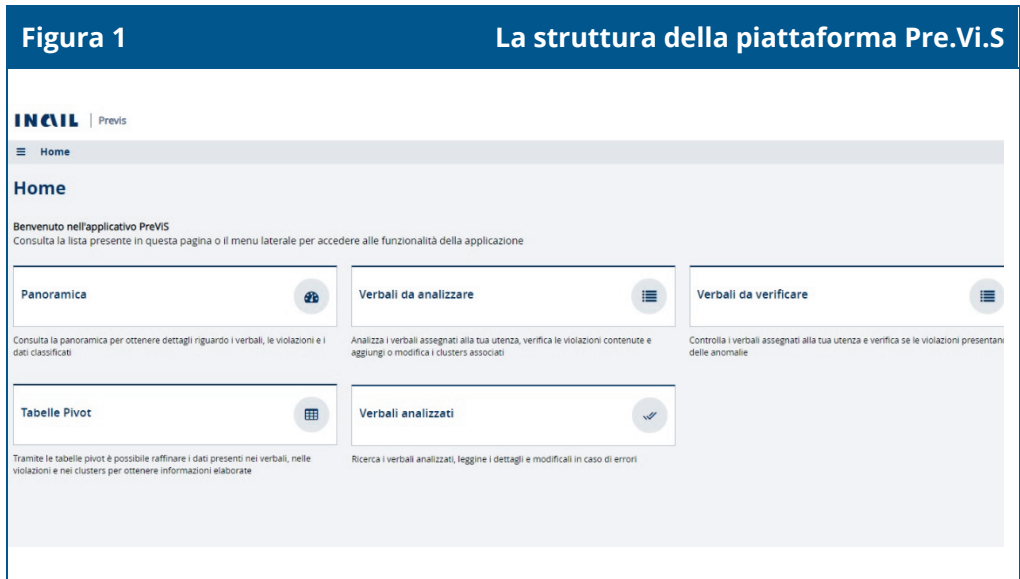 Figura 1
La struttura della piattaforma Pre.Vi.S
INAIL | Previs
Home
Home
Benvenuto nell'applicativo PreViS
Consulta la lista presente in questa pagina o il menu laterale per accedere alle funzionalità della applicazione
Panoramica
Consulta la panoramica per ottenere dettagli riguardo i verbali, le violazioni e i
dati classificati
Verbali da analizzare
Analizza i verbali assegnati alla tua utenza, verifica le violazioni contenute e
aggiungi o modifica i clusters associati
Verbali da verificare
Controlla i verbali assegnati alla tua utenza e verifica se le violazioni presentan
delle anomalie
Tabelle Pivot
Tramite le tabelle pivot è possibile raffinare i dati presenti nei verbali, nelle
violazioni e nei clusters per ottenere informazioni elaborate
Verbali analizzati
Ricerca i verbali analizzati, leggine i dettagli e modificali in caso di errori